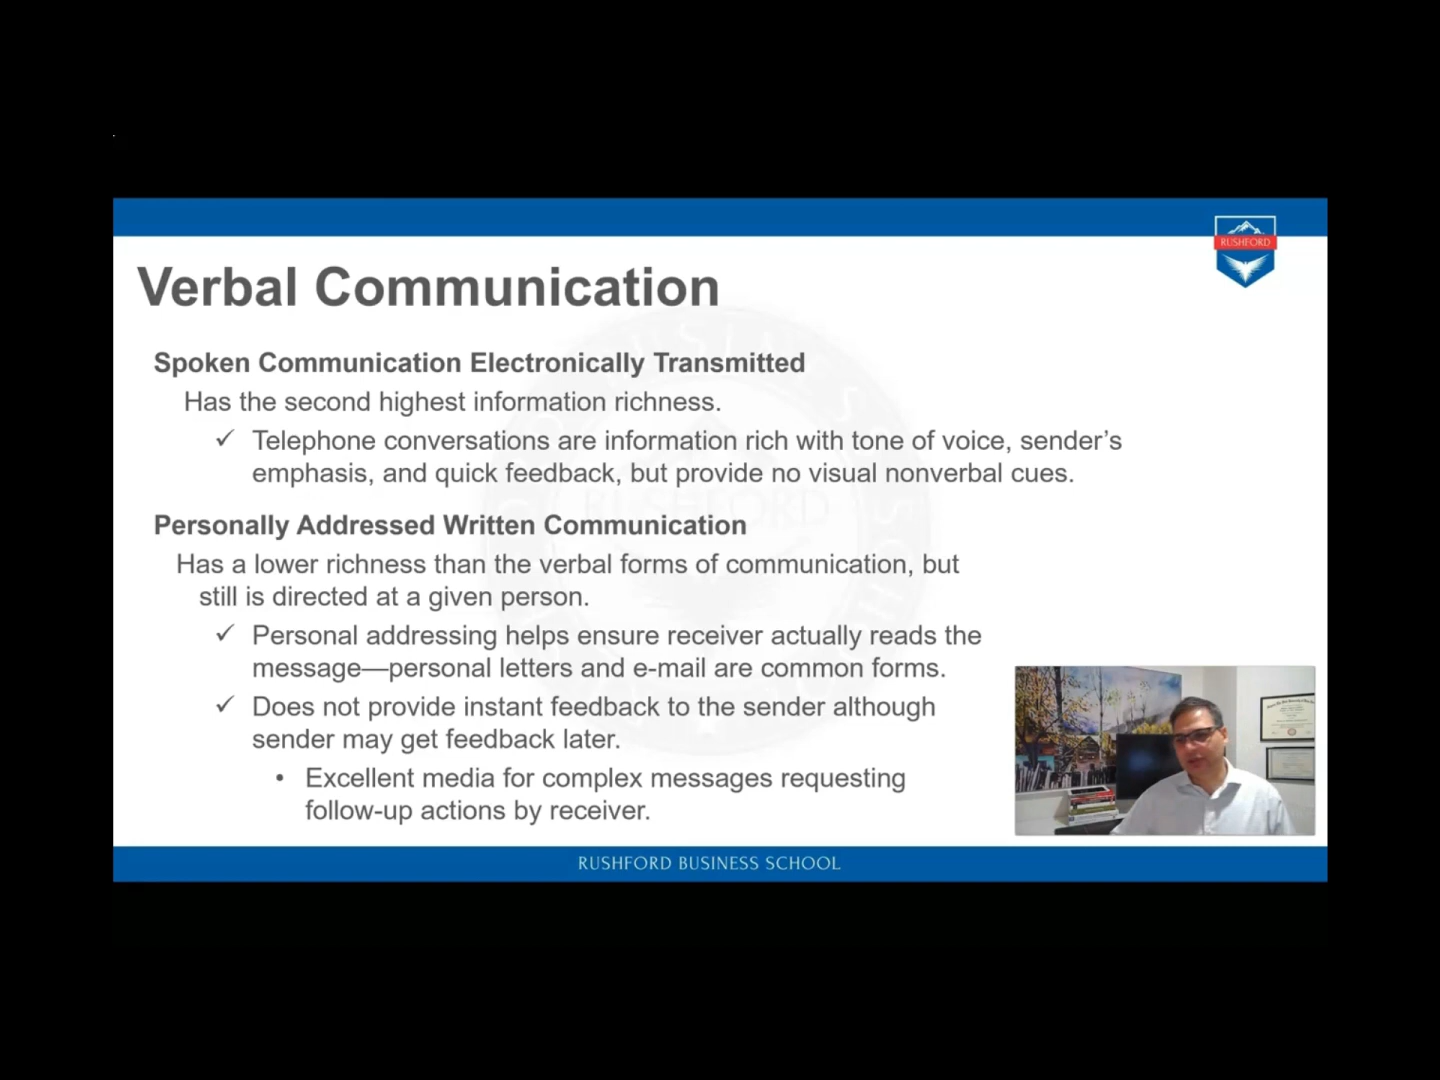 RUSHFORD
Verbal Communication
Spoken Communication Electronically Transmitted
Has the second highest information richness.
✓ Telephone conversations are information rich with tone of voice, sender’s
emphasis, and quick feedback, but provide no visual nonverbal cues.
Personally Addressed Written Communication
Has a lower richness than the verbal forms of communication, but
still is directed at a given person.
✓ Personal addressing helps ensure receiver actually reads the
message—personal letters and e-mail are common forms.
✓ Does not provide instant feedback to the sender although
sender may get feedback later.
• Excellent media for complex messages requesting
follow-up actions by receiver.
RUSHFORD BUSINESS SCHOOL